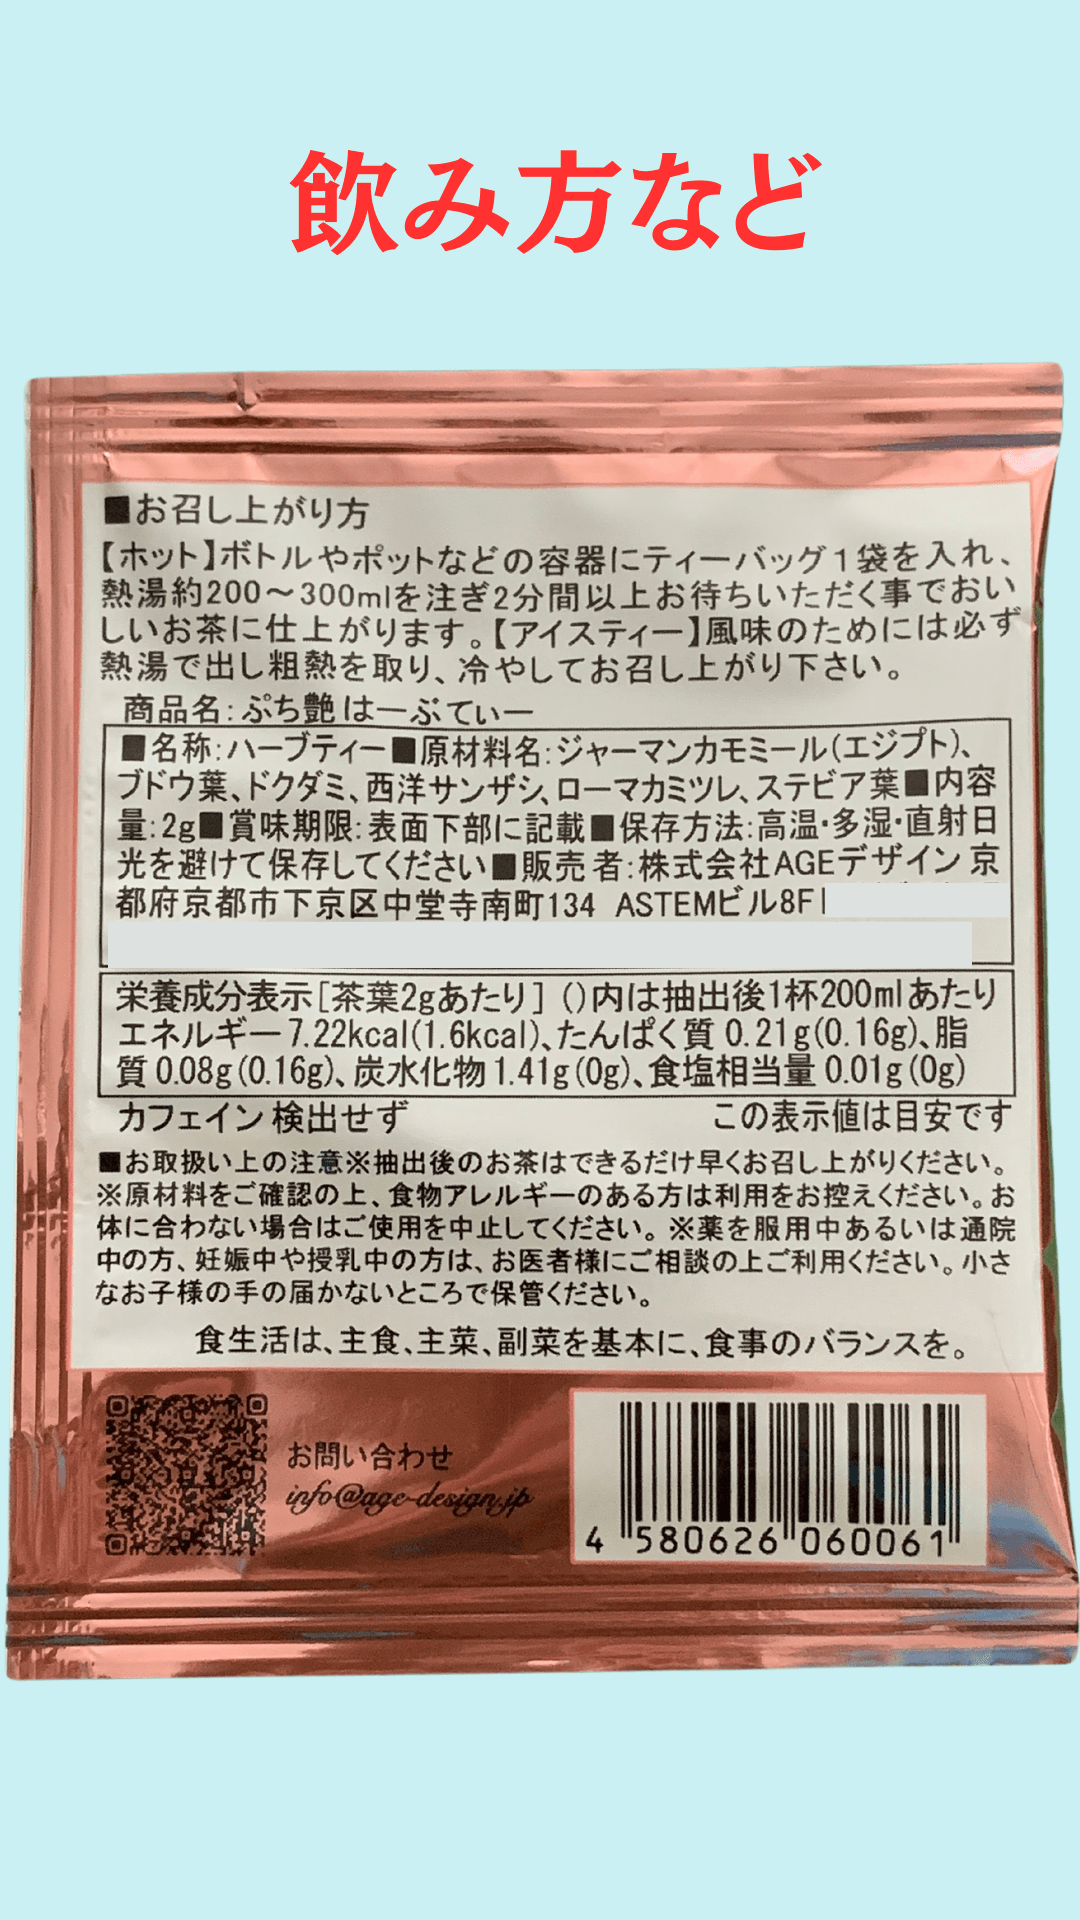 飲み方など
■お召し上がり方
【ホット】ボトルやポットなどの容器にティーバッグ1袋を入れ、
熱湯約200～300mlを注ぎ2分間以上お待ちいただく事でおい
しいお茶に仕上がります。【アイスティー】風味のためには必ず
熱湯で出し粗熱を取り、冷やしてお召し上がり下さい。
商品名:ぷち艶はーぶてぃー
■名称:ハーブティー■原材料名:ジャーマンカモミール(エジプト)、
ブドウ葉、ドクダミ、西洋サンザシ、ローマカミツレ、ステビア葉■内容
量:2g■賞味期限:表面下部に記載■保存方法:高温・多湿・直射日
光を避けて保存してください■販売者:株式会社AGEデザイン 京
都府京都市下京区中堂寺南町134 ASTEMビル8F
栄養成分表示[茶葉2gあたり] ()内は抽出後1杯200mlあたり
エネルギー7.22kcal(1.6kcal)、たんぱく質0.21g(0.16g)、脂
質0.08g(0.16g)、炭水化物1.41g(0g)、食塩相当量0.01g(0g)
カフェイン検出せず この表示値は目安です
■お取扱い上の注意※抽出後のお茶はできるだけ早くお召し上がりください。
※原材料をご確認の上、食物アレルギーのある方は利用をお控えください。お
体に合わない場合はご使用を中止してください。※薬を服用中あるいは通院
中の方、妊娠中や授乳中の方は、お医者様にご相談の上ご利用ください。小さ
なお子様の手の届かないところで保管ください。
食生活は、主食、主菜、副菜を基本に、食事のバランスを。
お問い合わせ
info@age-design.jp
4 580626 060061